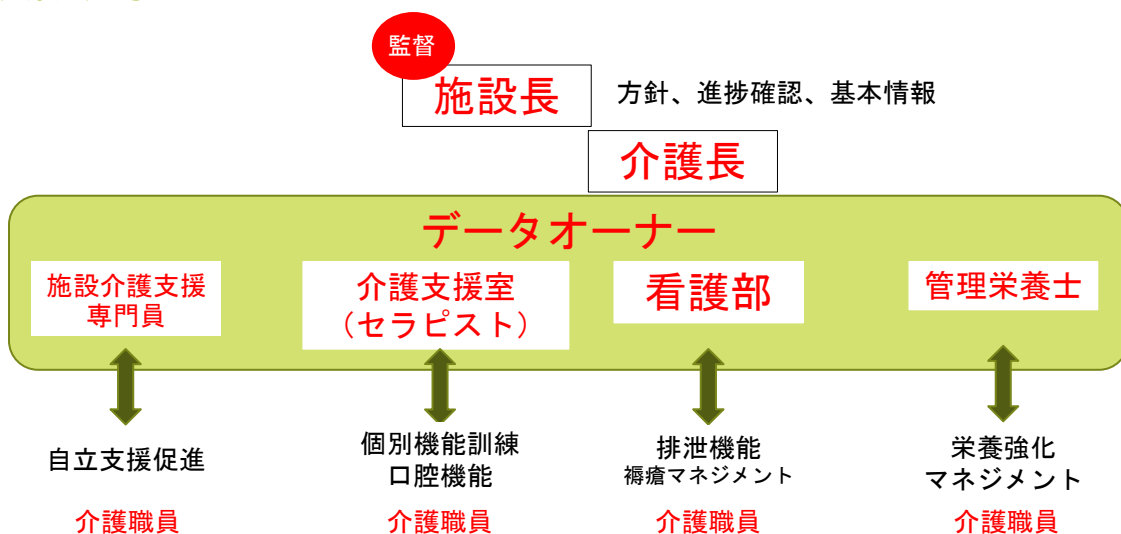 監督
施設長
方針、進捗確認、基本情報
介護長
データオーナー
施設介護支援
専門員
介護支援室
（セラピスト）
看護部
管理栄養士
自立支援促進
個別機能訓練
口腔機能
排泄機能
褥瘡マネジメント
栄養強化
マネジメント
介護職員
介護職員
介護職員
介護職員